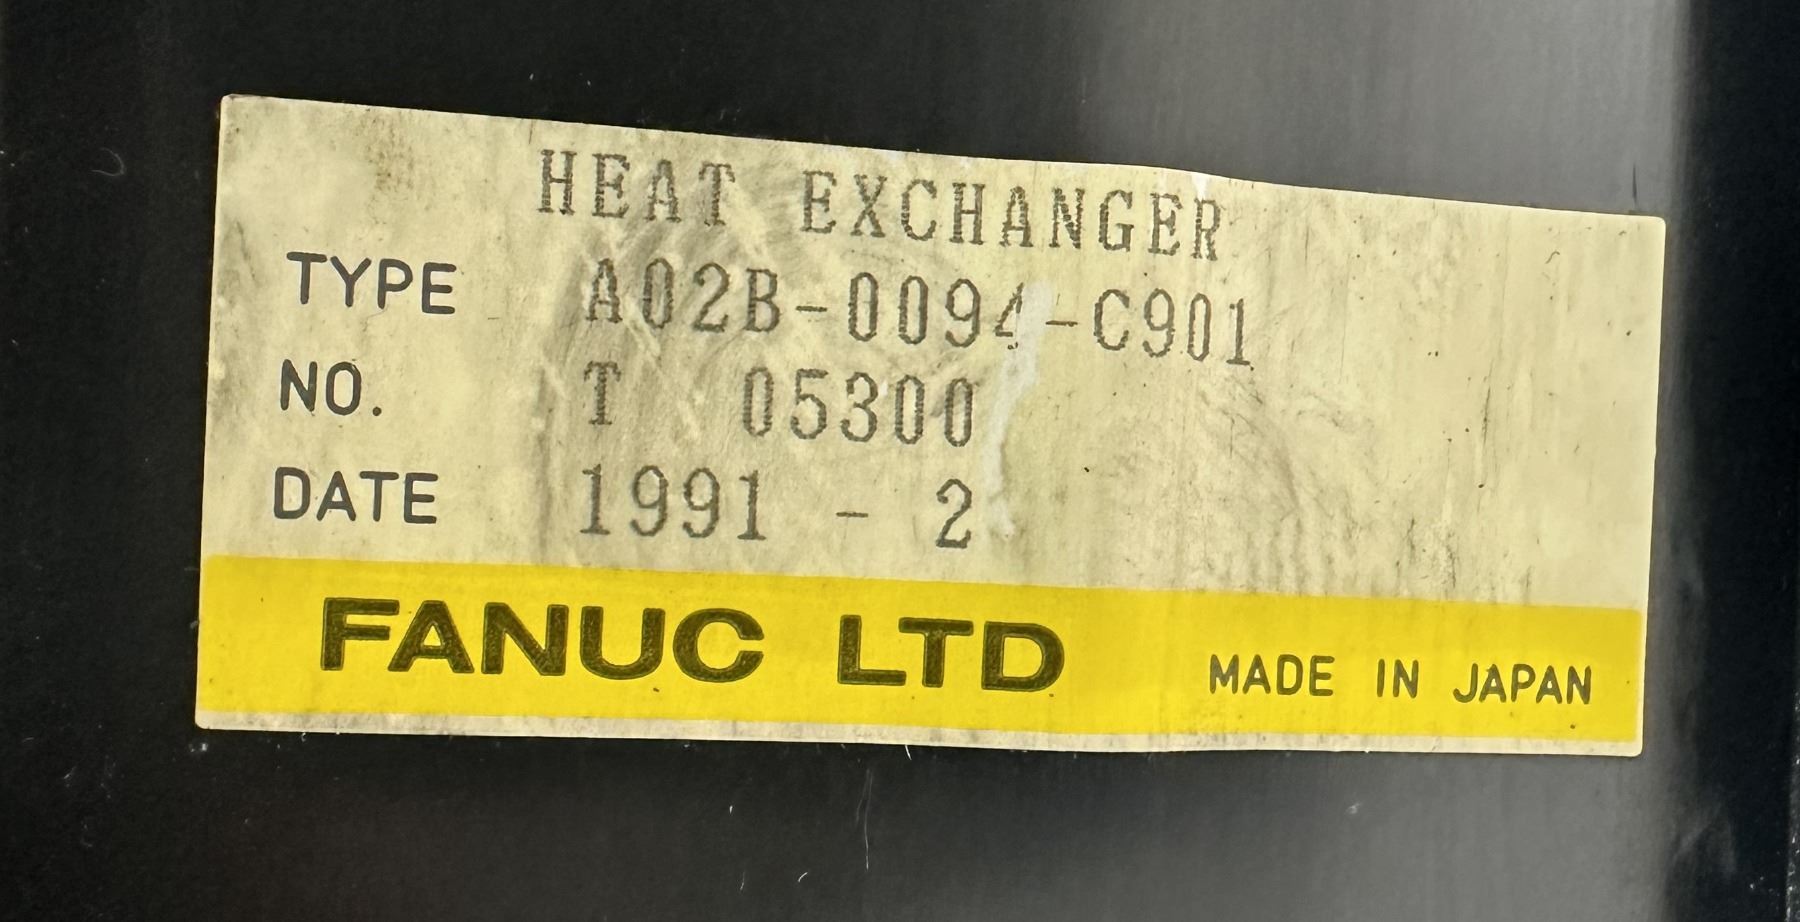 HEAT EXCHANGER
TYPE A02B-0094-C901
NO. T 05300
DATE 1991 - 2
FANUC LTD MADE IN JAPAN